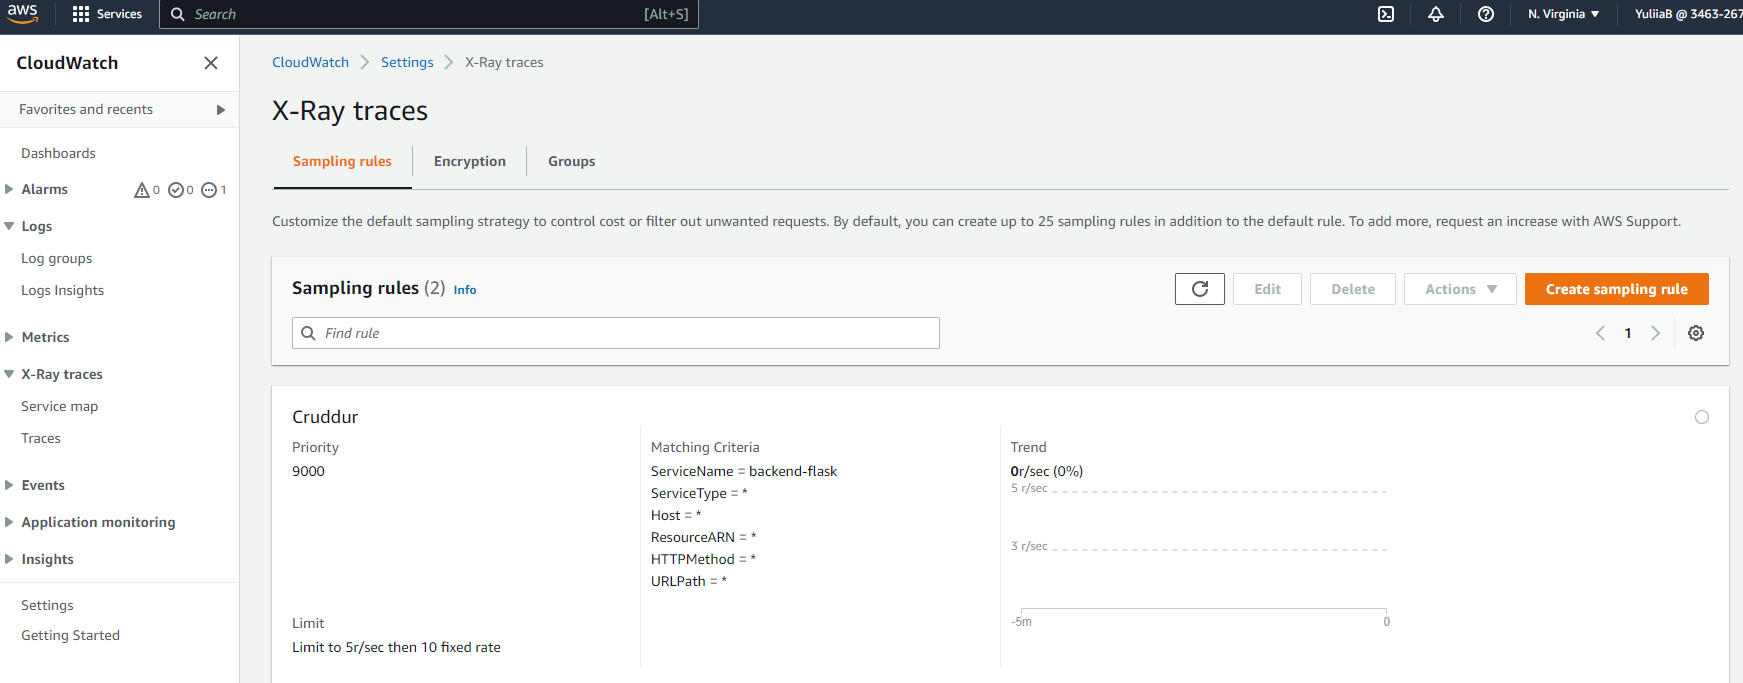 aws Services Search [Alt+S] N. Virginia YuliiaB @ 3463-267
CloudWatch
Favorites and recents
Dashboards
Alarms 0 0 1
Logs
Log groups
Logs Insights
Metrics
X-Ray traces
Service map
Traces
Events
Application monitoring
Insights
Settings
Getting Started
CloudWatch Settings X-Ray traces
X-Ray traces
Sampling rules Encryption Groups
Customize the default sampling strategy to control cost or filter out unwanted requests. By default, you can create up to 25 sampling rules in addition to the default rule. To add more, request an increase with AWS Support.
Sampling rules (2) Info Edit Delete Actions Create sampling rule
Find rule 1
Cruddur
Priority
9000
Limit
Limit to 5r/sec then 10 fixed rate
Matching Criteria
ServiceName = backend-flask
ServiceType = *
Host = *
ResourceARN = *
HTTPMethod = *
URLPath = *
Trend
0r/sec (0%)
5 r/sec
3 r/sec
-5m 0